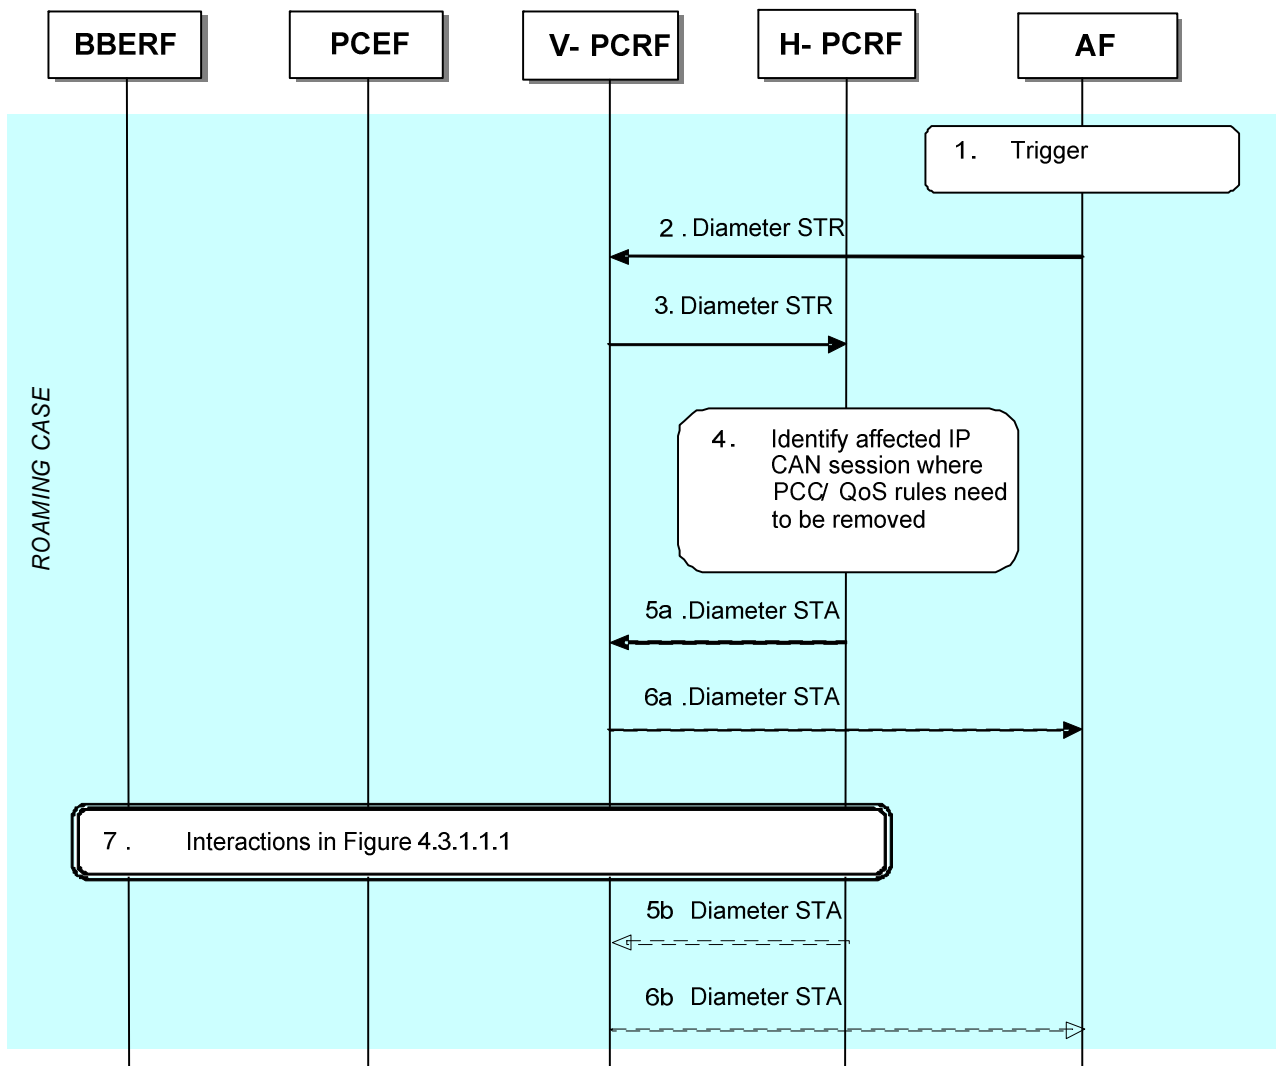 BBERF
PCEF
V- PCRF
H- PCRF
AF
1. Trigger
2 . Diameter STR
3. Diameter STR
ROAMING CASE
4. Identify affected IP
CAN session where
PCC/ QoS rules need
to be removed
5a .Diameter STA
6a .Diameter STA
7 . Interactions in Figure 4.3.1.1.1
5b Diameter STA
6b Diameter STA